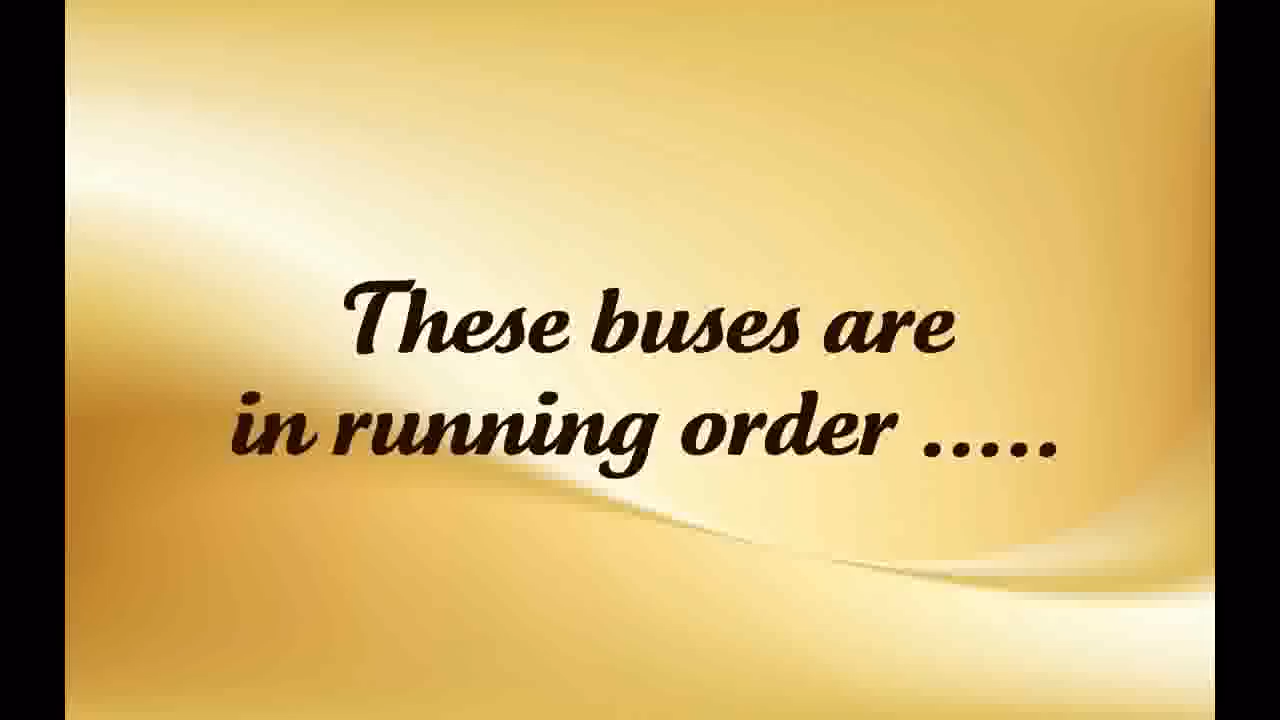 These buses are
in running order .....